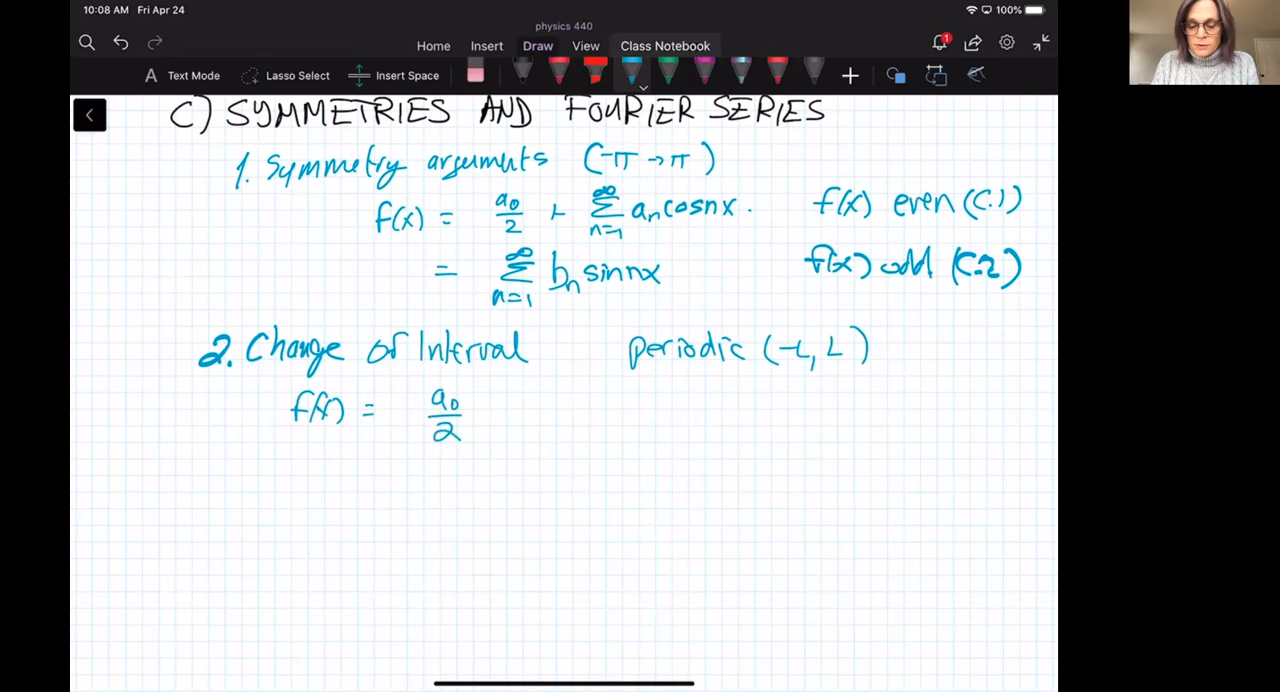 10:08 AM Fri Apr 24
100%
physics 440
Home Insert Draw View Class Notebook
1
A Text Mode Lasso Select Insert Space
C) SYMMETRIES AND FOURIER SERIES
1. Symmetry arguments (-π → π)
f(x) = a₀/2 + ∞ Σ n=1 aₙ cosnx. f(x) even (C.1)
= ∞ Σ n=1 bₙ sinnx f(x) odd (C.2)
2. Change of Interval periodic (-L, L)
f(x) = a₀/2